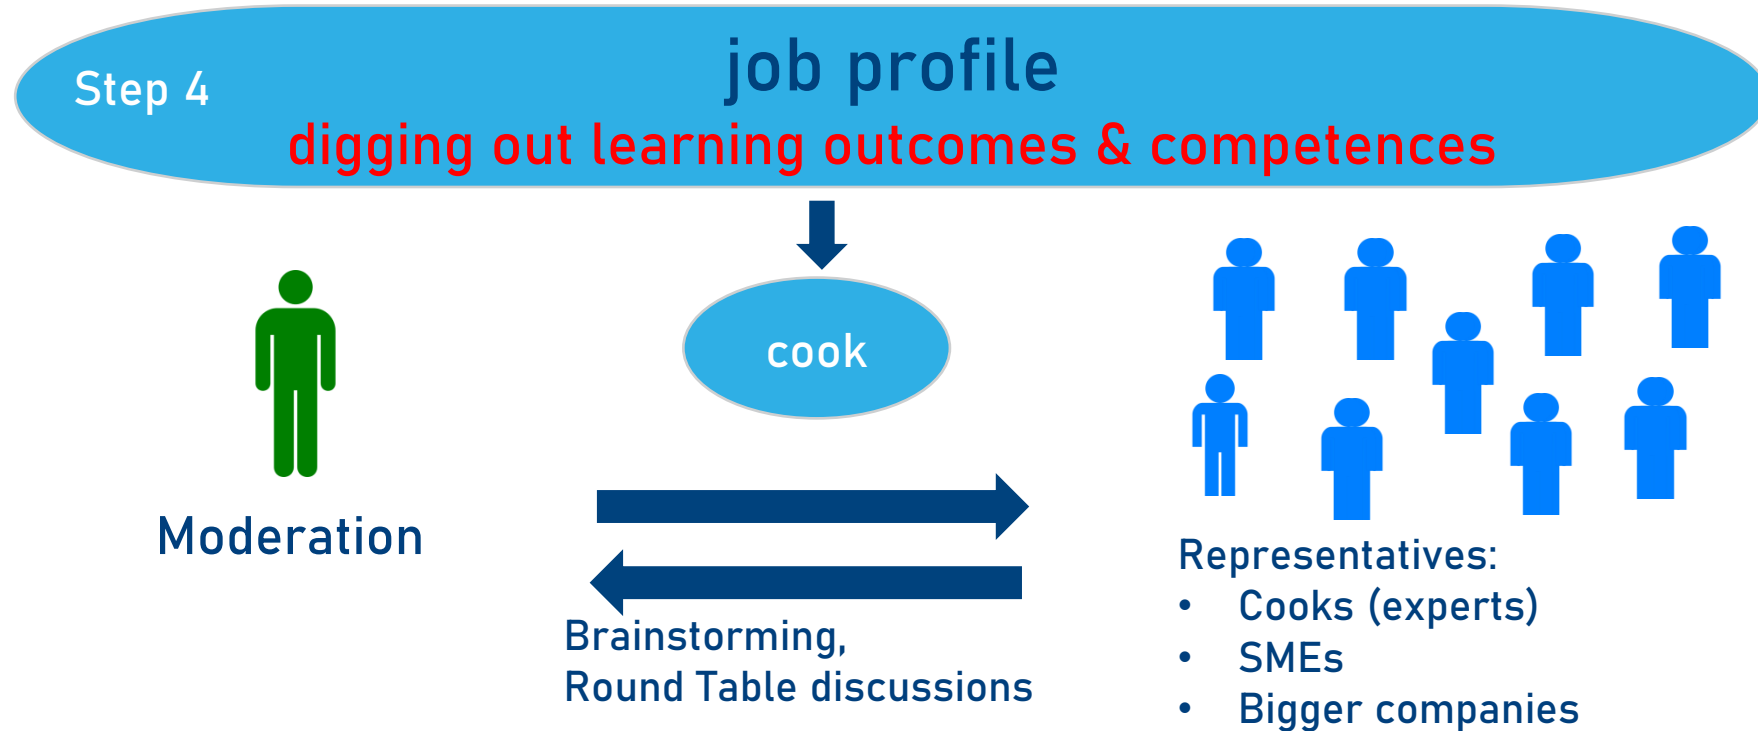 Step 4
job profile
digging out learning outcomes & competences
cook
Moderation
Brainstorming,
Round Table discussions
Representatives:
• Cooks (experts)
• SMEs
• Bigger companies